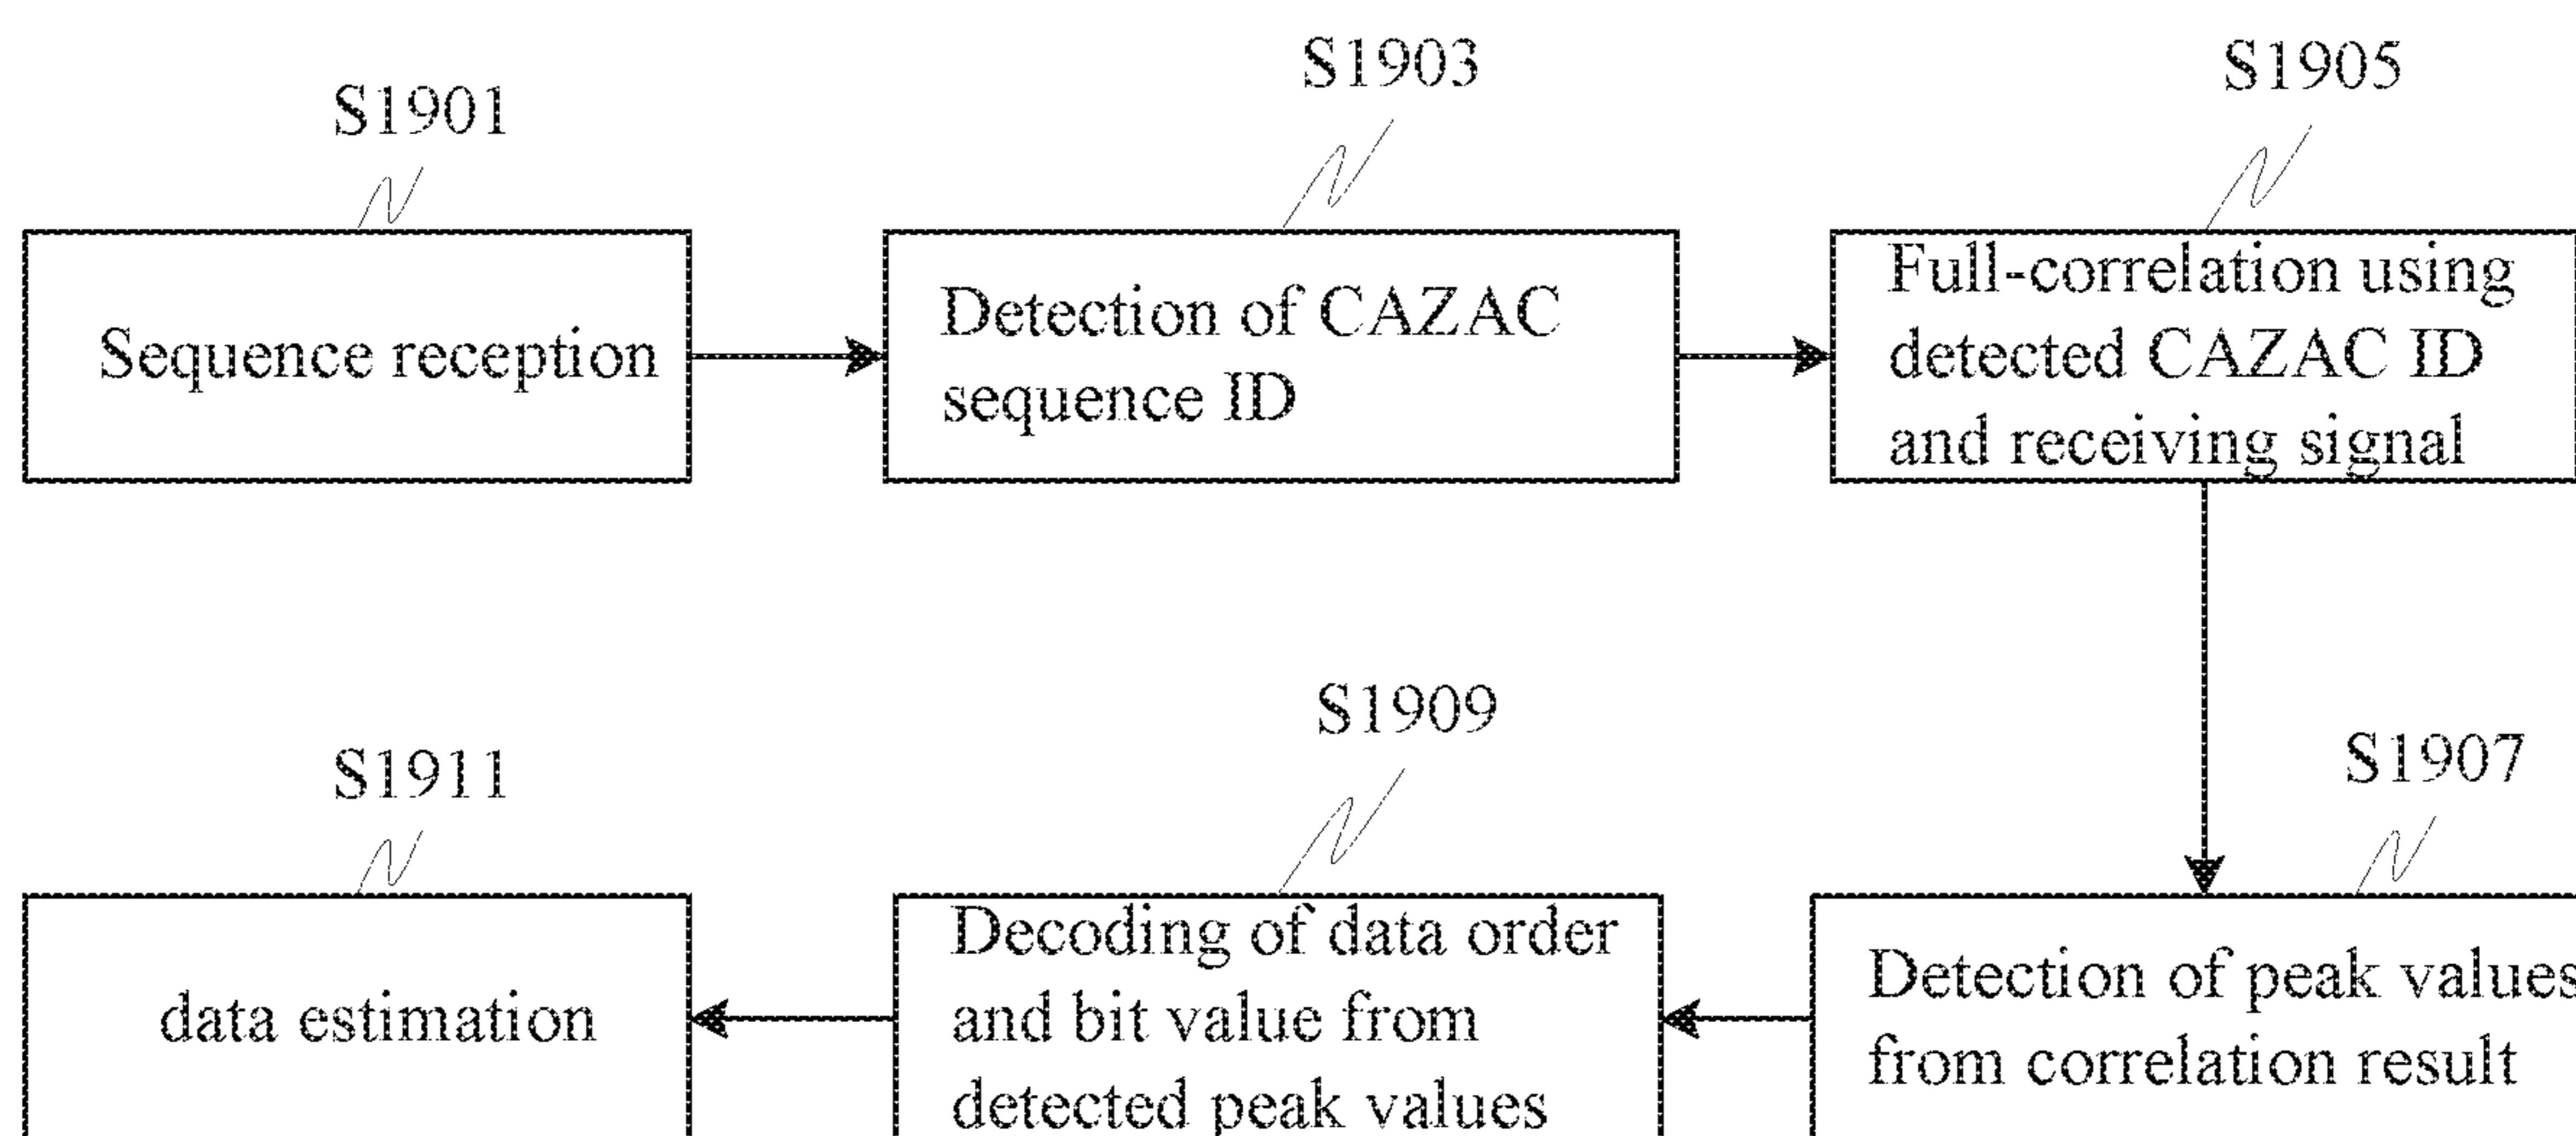 S1901
Sequence reception
S1903
Detection of CAZAC
sequence ID
S1905
Full-correlation using
detected CAZAC ID
and receiving signal
S1907
Detection of peak values
from correlation result
S1909
Decoding of data order
and bit value from
detected peak values
S1911
data estimation